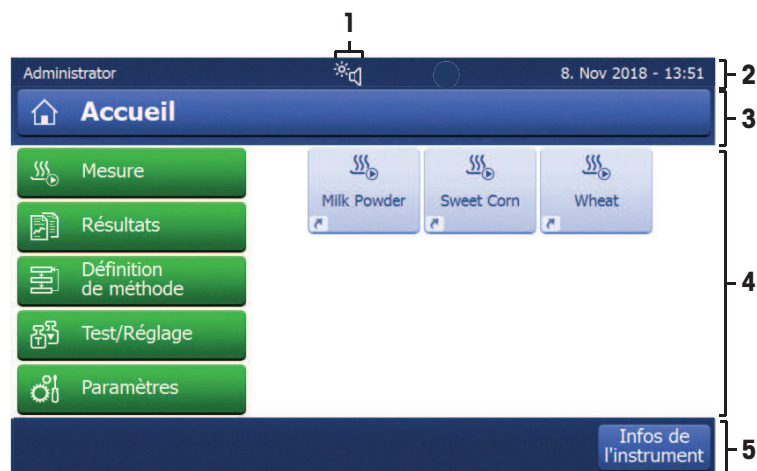 1
Administrator
8. Nov 2018 - 13:51
2
Accueil
3
Mesure
Résultats
Définition
de méthode
Test/Réglage
Paramètres
Milk Powder
Sweet Corn
Wheat
4
Infos de
l'instrument
5